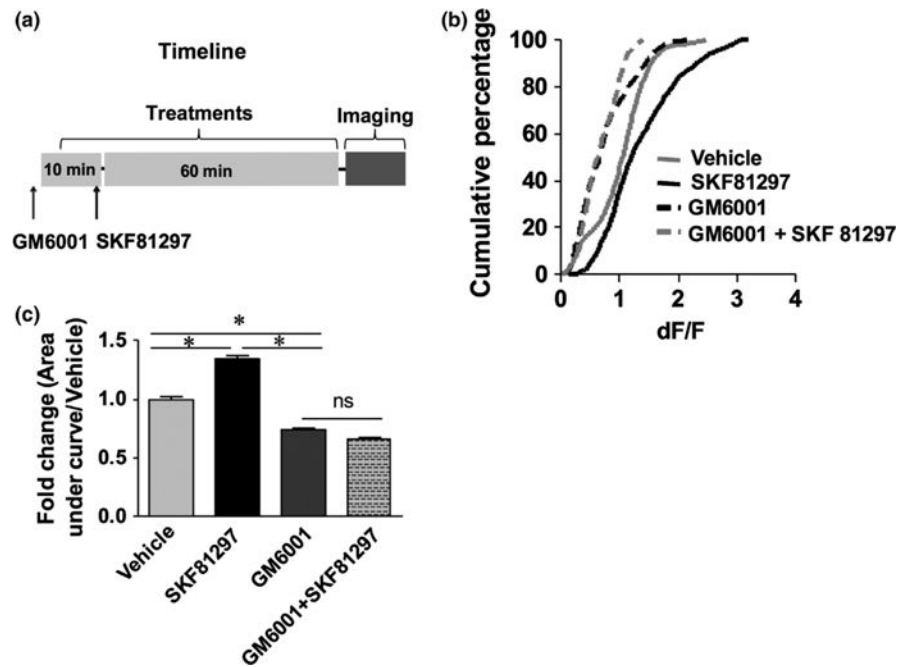 (a)
Timeline
Treatments
Imaging
10 min
60 min
GM6001 SKF81297
(b)
Cumulative percentage
100
80
60
40
20
0
0 1 2 3 4
dF/F
Vehicle
SKF81297
GM6001
GM6001 + SKF 81297
(c)
Fold change (Area
under curve/Vehicle)
1.5
1.0
0.5
0.0
*
* *
ns
Vehicle
SKF81297
GM6001
GM6001+SKF81297